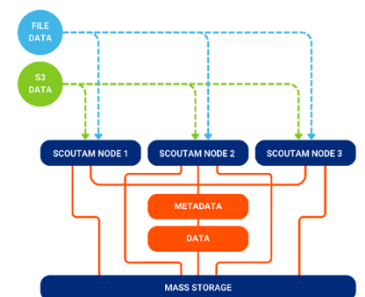 FILE
DATA
S3
DATA
SCOUTAM NODE 1
SCOUTAM NODE 2
SCOUTAM NODE 3
METADATA
DATA
MASS STORAGE